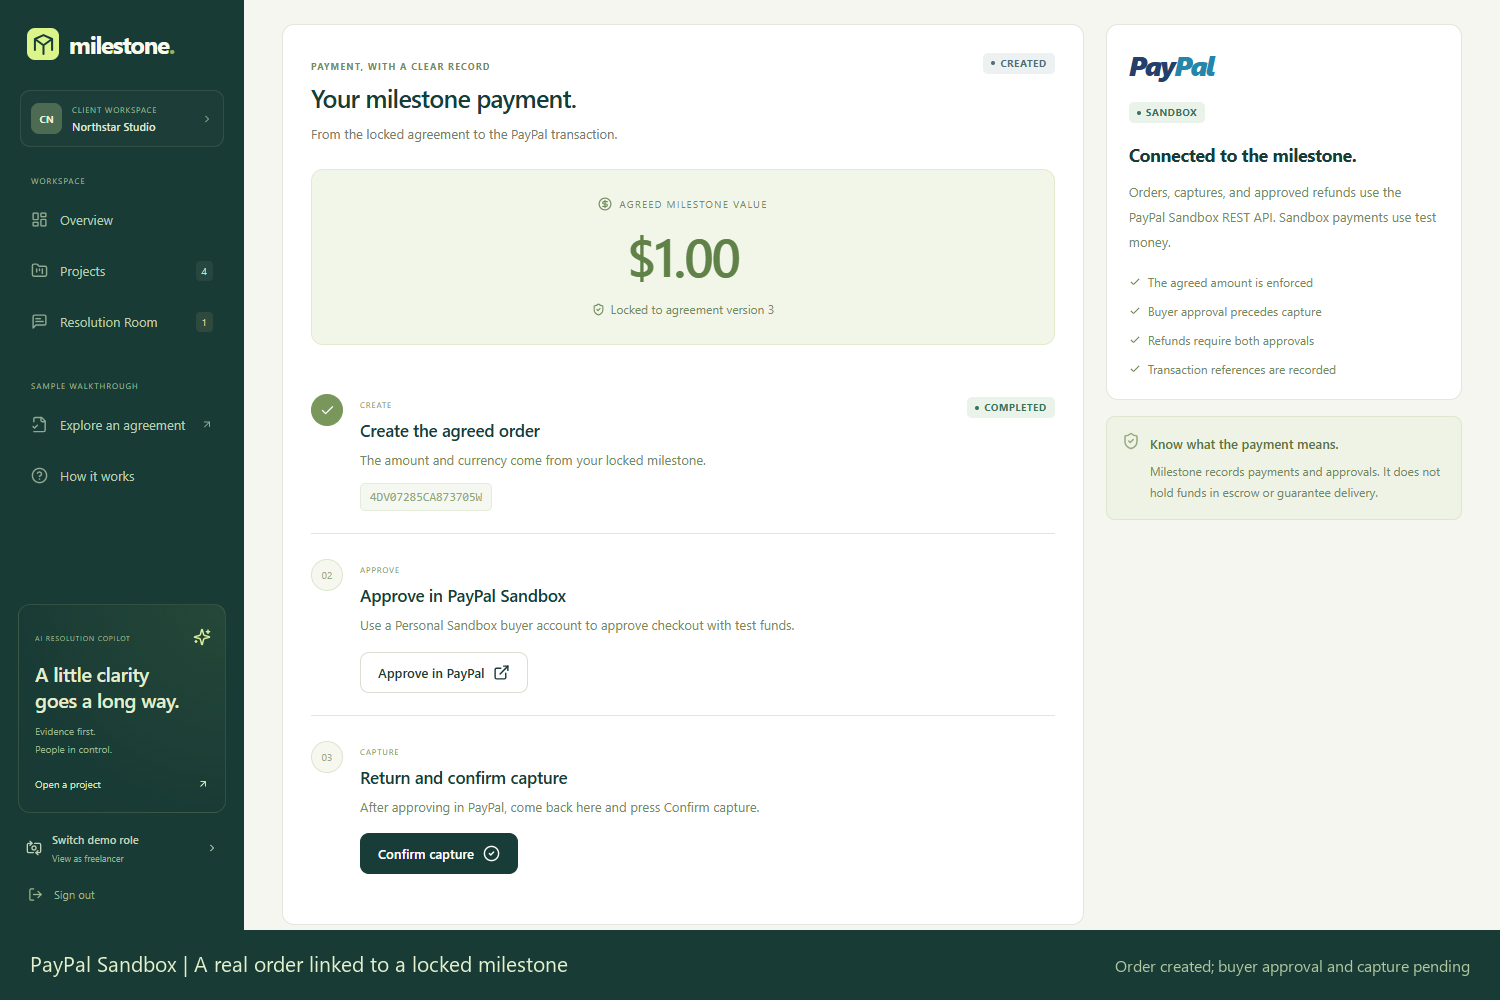 milestone.
CN
CLIENT WORKSPACE
Northstar Studio
WORKSPACE
Overview
Projects 4
Resolution Room 1
SAMPLE WALKTHROUGH
Explore an agreement
How it works
AI RESOLUTION COPILOT
A little clarity
goes a long way.
Evidence first.
People in control.
Open a project
Switch demo role
View as freelancer
Sign out
PAYMENT, WITH A CLEAR RECORD
CREATED
Your milestone payment.
From the locked agreement to the PayPal transaction.
AGREED MILESTONE VALUE
$1.00
Locked to agreement version 3
CREATE
COMPLETED
Create the agreed order
The amount and currency come from your locked milestone.
4DV07285CA873705W
02
APPROVE
Approve in PayPal Sandbox
Use a Personal Sandbox buyer account to approve checkout with test funds.
Approve in PayPal
03
CAPTURE
Return and confirm capture
After approving in PayPal, come back here and press Confirm capture.
Confirm capture
PayPal
SANDBOX
Connected to the milestone.
Orders, captures, and approved refunds use the
PayPal Sandbox REST API. Sandbox payments use test
money.
The agreed amount is enforced
Buyer approval precedes capture
Refunds require both approvals
Transaction references are recorded
Know what the payment means.
Milestone records payments and approvals. It does not
hold funds in escrow or guarantee delivery.
PayPal Sandbox | A real order linked to a locked milestone
Order created; buyer approval and capture pending